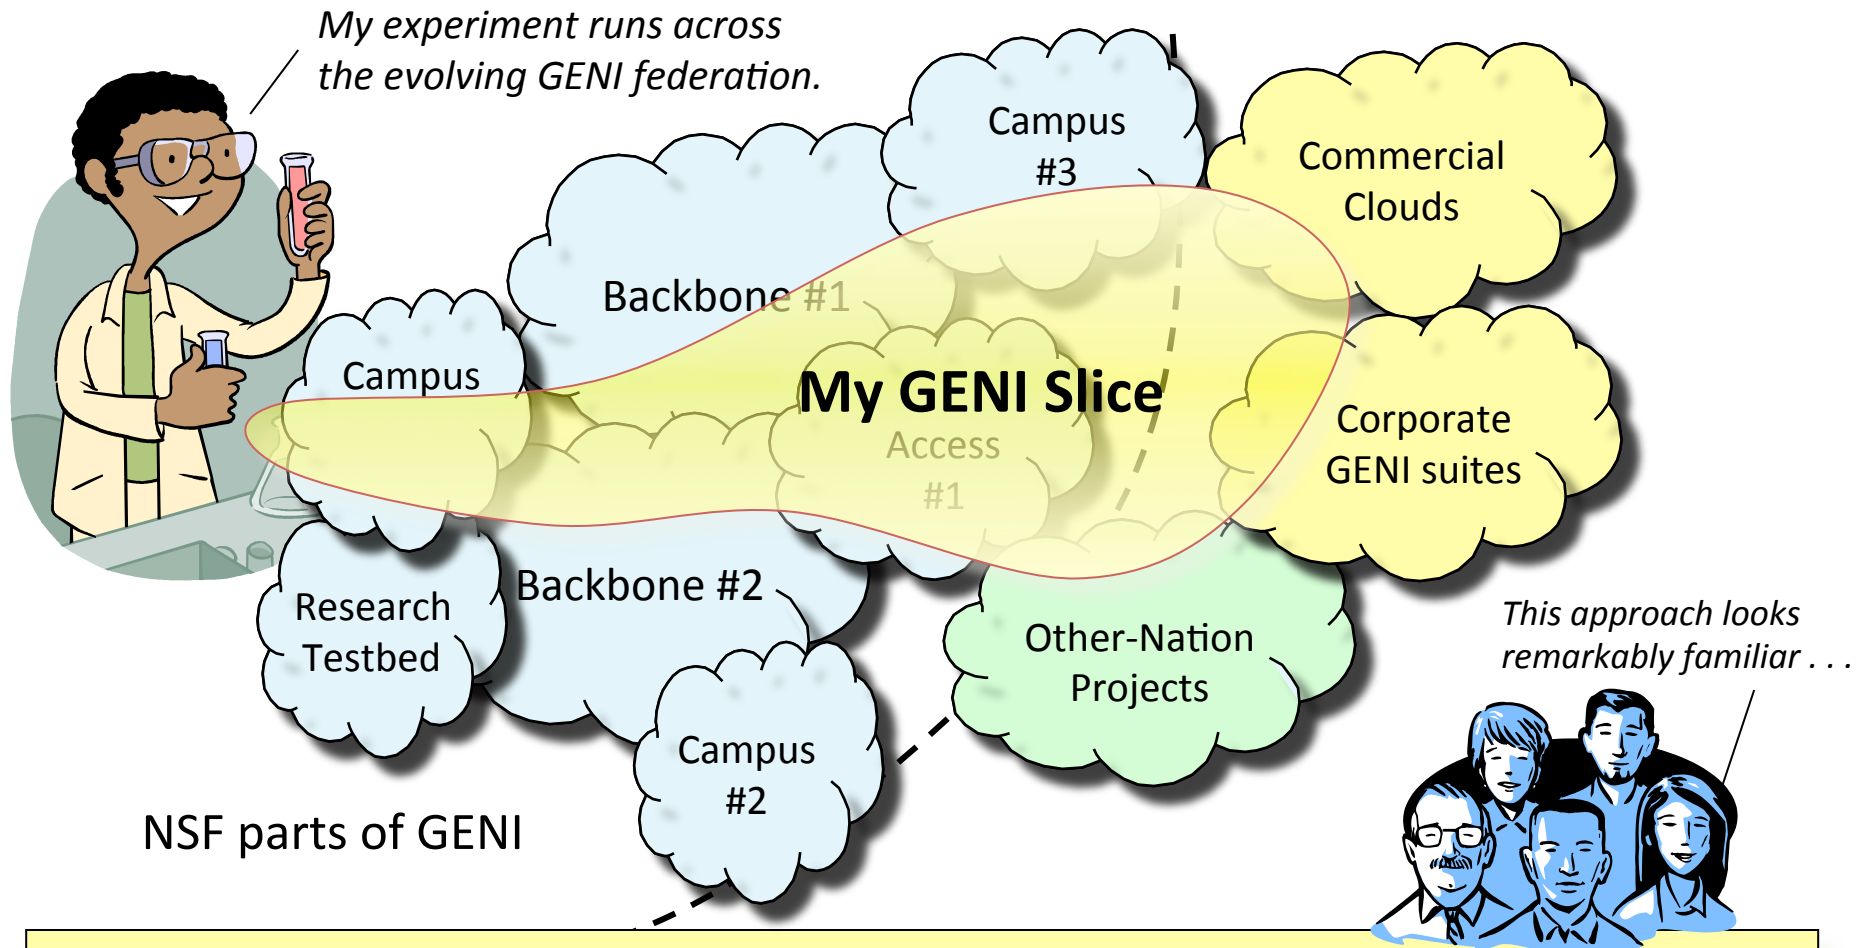 My experiment runs across
the evolving GENI federation.
Campus
#3
Commercial
Clouds
Backbone #1
Campus
My GENI Slice
Access
#1
Corporate
GENI suites
Backbone #2
Research
Testbed
Other-Nation
Projects
This approach looks
remarkably familiar . . .
Campus
#2
NSF parts of GENI